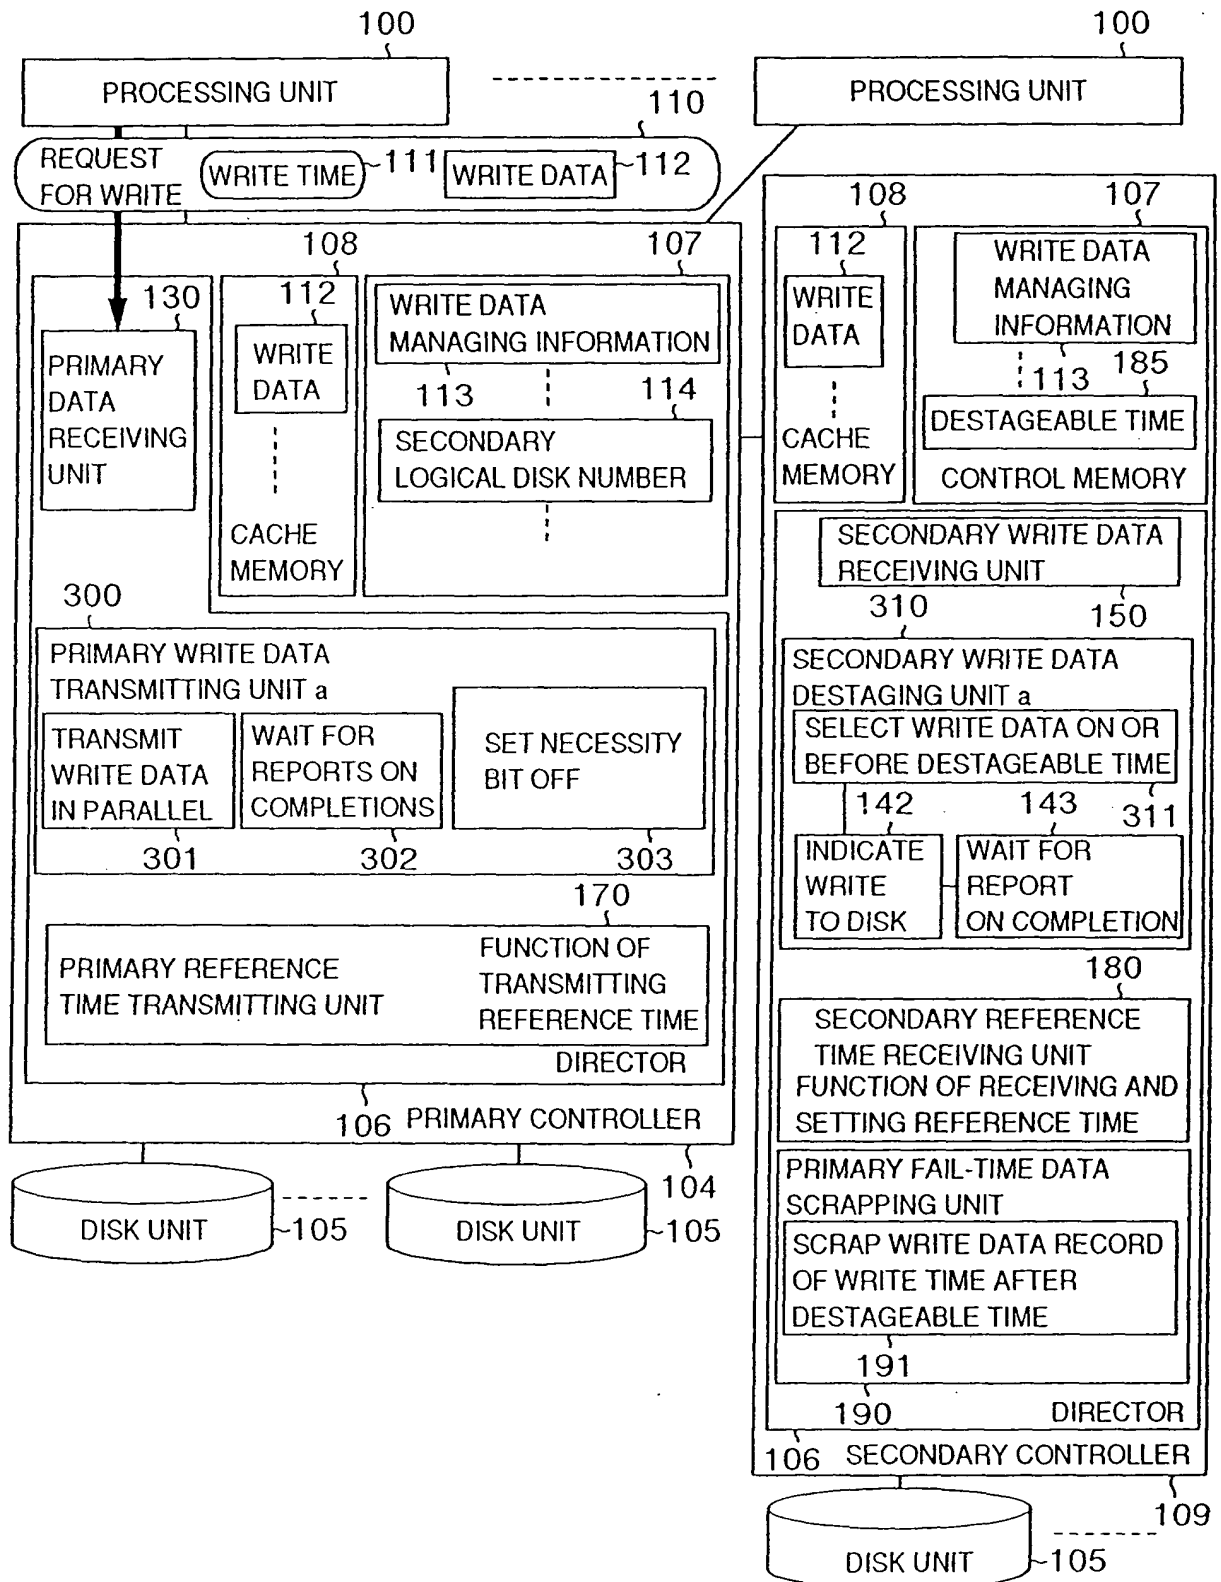 100
100
PROCESSING UNIT
PROCESSING UNIT
110
REQUEST
FOR WRITE
WRITE TIME
111
WRITE DATA
112
108
107
130
112
PRIMARY
DATA
RECEIVING
UNIT
WRITE
DATA
CACHE
MEMORY
WRITE DATA
MANAGING INFORMATION
113
114
SECONDARY
LOGICAL DISK NUMBER
300
PRIMARY WRITE DATA
TRANSMITTING UNIT a
TRANSMIT
WRITE DATA
IN PARALLEL
301
WAIT FOR
REPORTS ON
COMPLETIONS
302
SET NECESSITY
BIT OFF
303
170
PRIMARY REFERENCE
TIME TRANSMITTING UNIT
FUNCTION OF
TRANSMITTING
REFERENCE TIME
DIRECTOR
106
PRIMARY CONTROLLER
104
DISK UNIT
105
DISK UNIT
105
108
107
112
WRITE
DATA
CACHE
MEMORY
WRITE DATA
MANAGING
INFORMATION
113
185
DESTAGEABLE TIME
CONTROL MEMORY
SECONDARY WRITE DATA
RECEIVING UNIT
310
150
SECONDARY WRITE DATA
DESTAGING UNIT a
SELECT WRITE DATA ON OR
BEFORE DESTAGEABLE TIME
142
143
311
INDICATE
WRITE
TO DISK
WAIT FOR
REPORT
ON COMPLETION
180
SECONDARY REFERENCE
TIME RECEIVING UNIT
FUNCTION OF RECEIVING AND
SETTING REFERENCE TIME
PRIMARY FAIL-TIME DATA
SCRAPPING UNIT
SCRAP WRITE DATA RECORD
OF WRITE TIME AFTER
DESTAGEABLE TIME
191
190
DIRECTOR
106
SECONDARY CONTROLLER
109
DISK UNIT
105